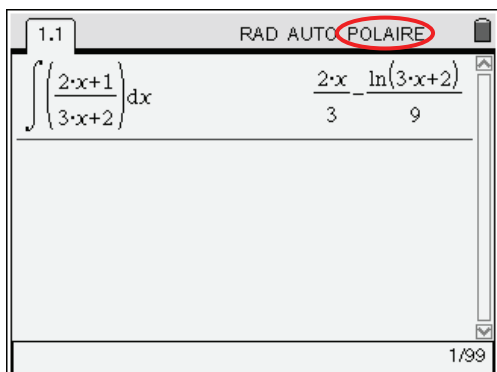 1.1 RAD AUTO POLAIRE
∫((2·x+1)/(3·x+2))dx    2·x/3 - ln(3·x+2)/9
1/99